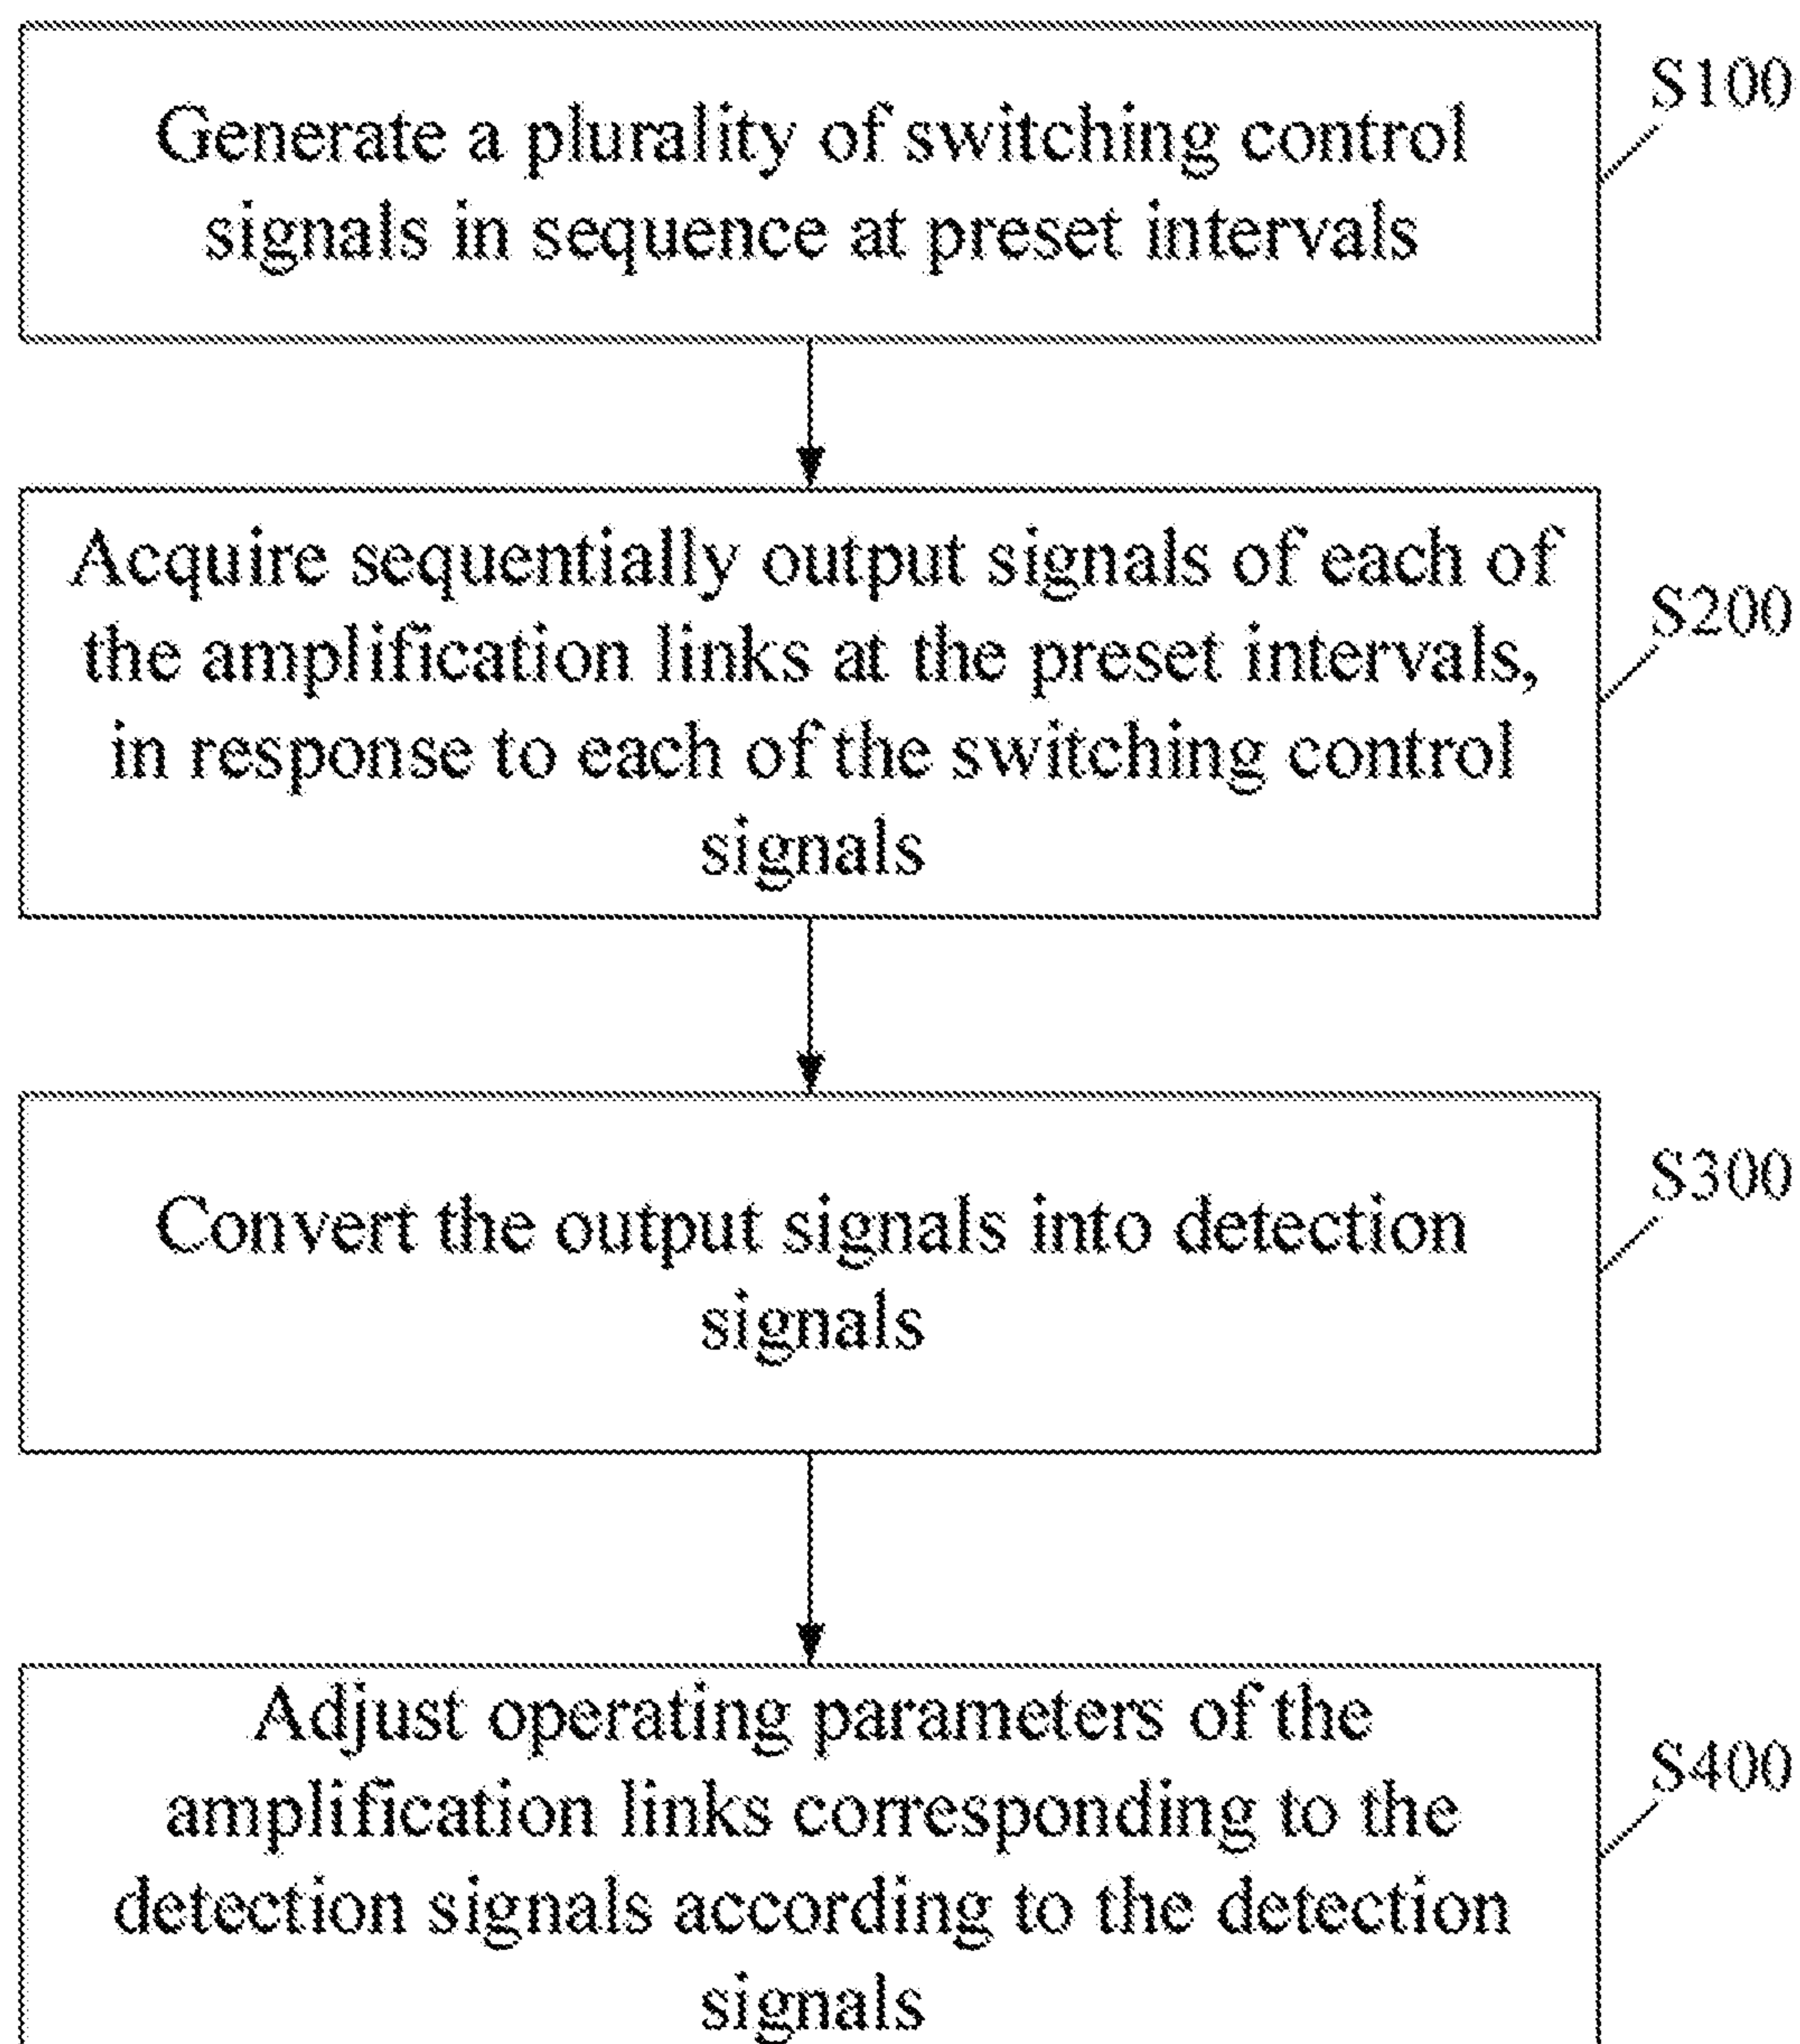 Generate a plurality of switching control
signals in sequence at preset intervals
S100
Acquire sequentially output signals of each of
the amplification links at the preset intervals,
in response to each of the switching control
signals
S200
Convert the output signals into detection
signals
S300
Adjust operating parameters of the
amplification links corresponding to the
detection signals according to the detection
signals
S400